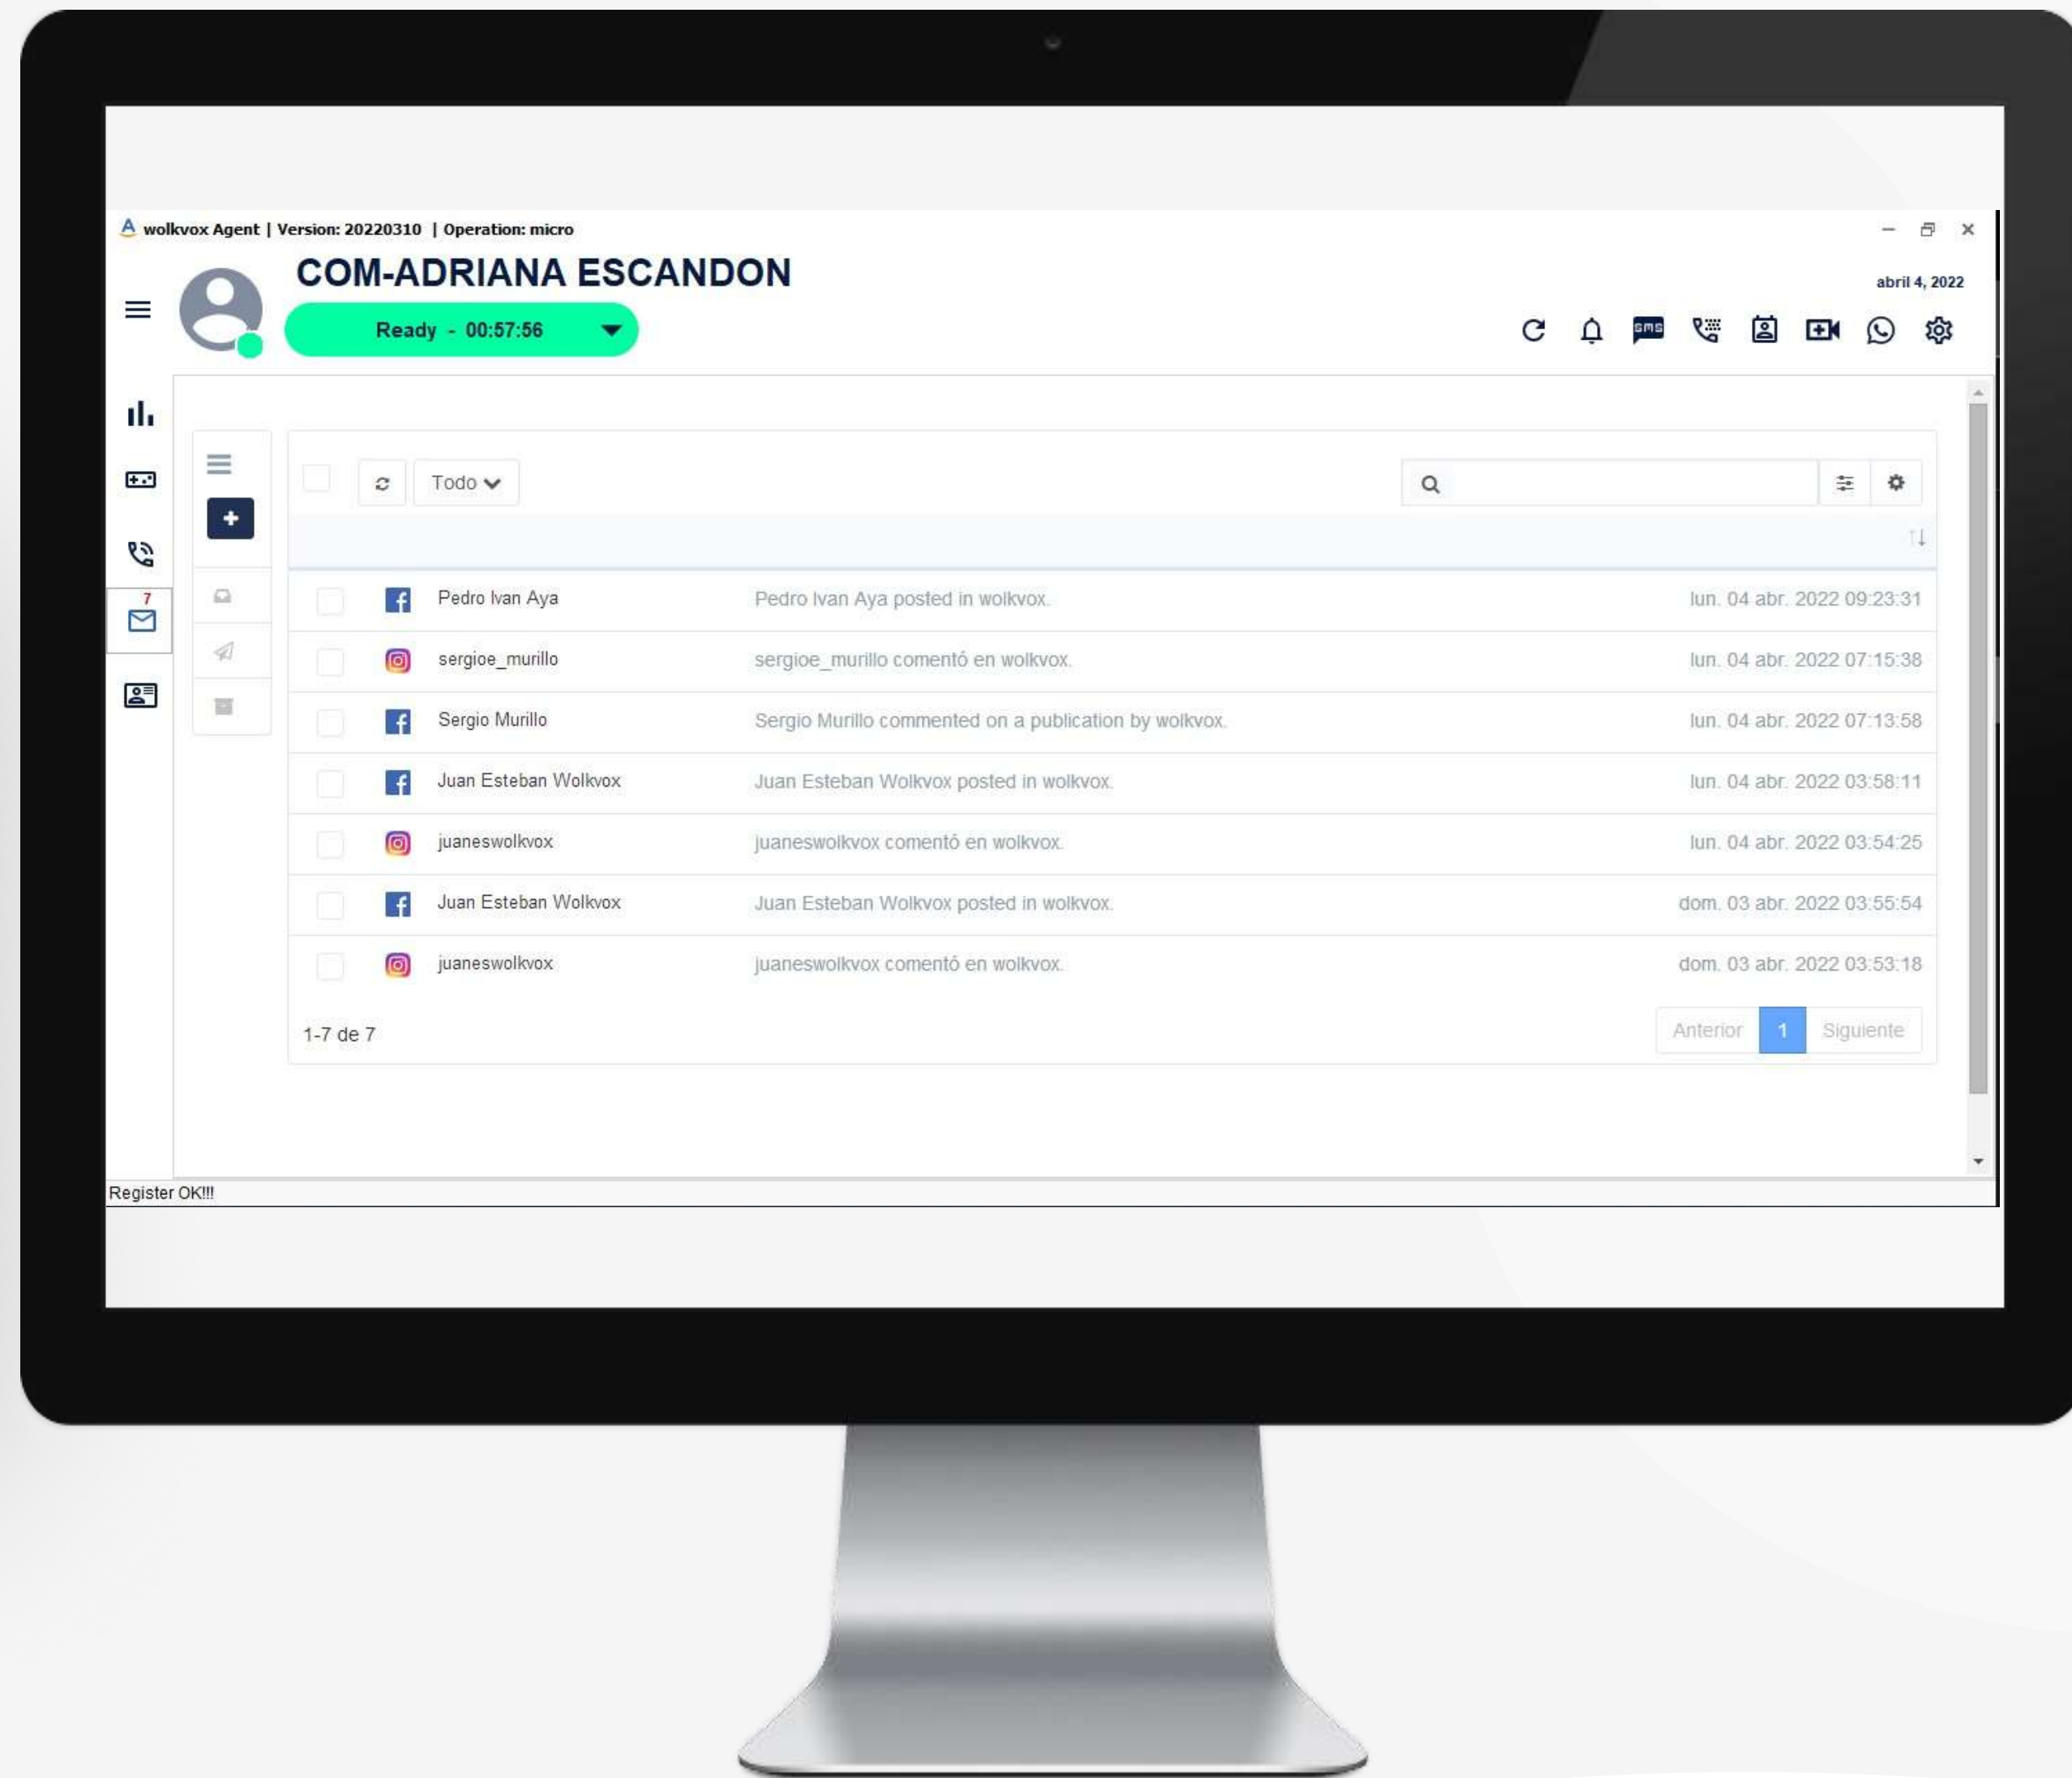 wolkvox Agent | Version: 20220310 | Operation: micro
COM-ADRIANA ESCANDON
abril 4, 2022
Ready - 00:57:56
SMS
Todo
7
Pedro Ivan Aya Pedro Ivan Aya posted in wolkvox. lun. 04 abr. 2022 09:23:31
sergioe_murillo sergioe_murillo comentó en wolkvox. lun. 04 abr. 2022 07:15:38
Sergio Murillo Sergio Murillo commented on a publication by wolkvox. lun. 04 abr. 2022 07:13:58
Juan Esteban Wolkvox Juan Esteban Wolkvox posted in wolkvox. lun. 04 abr. 2022 03:58:11
juaneswolkvox juaneswolkvox comentó en wolkvox. lun. 04 abr. 2022 03:54:25
Juan Esteban Wolkvox Juan Esteban Wolkvox posted in wolkvox. dom. 03 abr. 2022 03:55:54
juaneswolkvox juaneswolkvox comentó en wolkvox. dom. 03 abr. 2022 03:53:18
1-7 de 7 Anterior 1 Siguiente
Register OK!!!